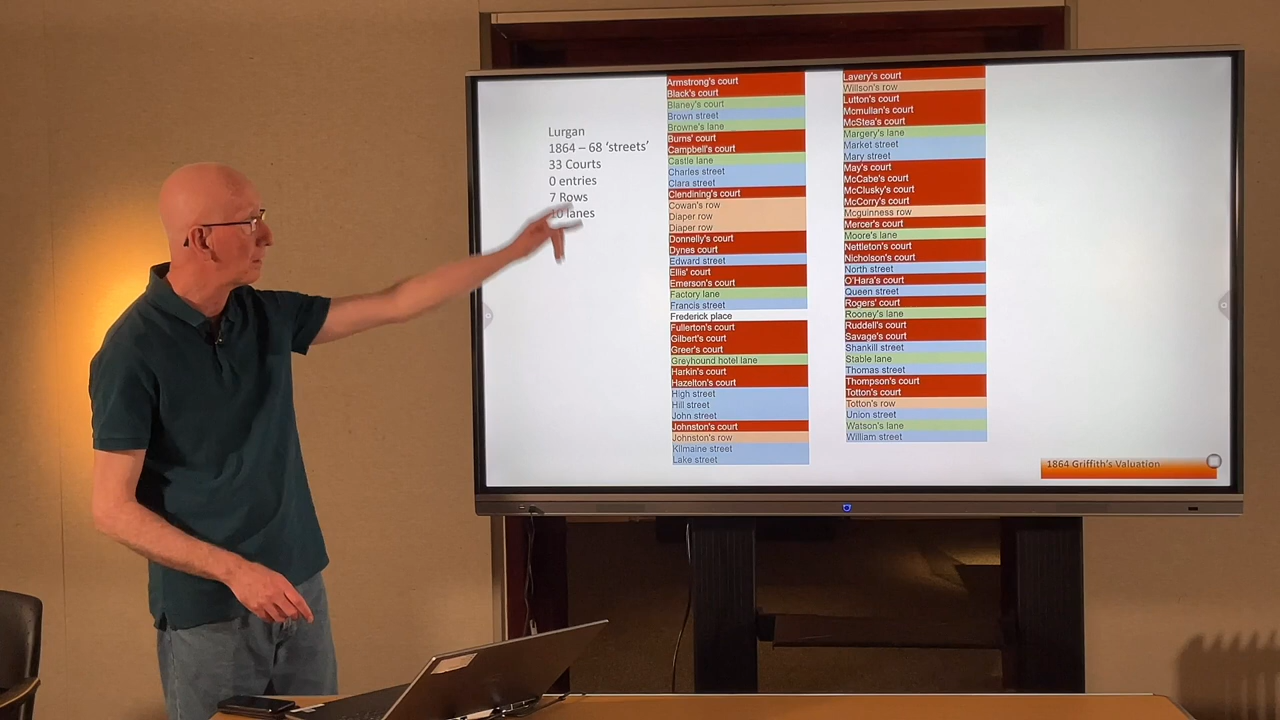 Lurgan
1864 – 68 ‘streets’
33 Courts
0 entries
7 Rows
10 lanes
Armstrong's court
Black's court
Blaney's court
Brown street
Browne's lane
Burns' court
Campbell's court
Castle lane
Charles street
Clara street
Clendining's court
Cowan's row
Diaper row
Diaper row
Donnelly's court
Dynes court
Edward street
Ellis' court
Emerson's court
Factory lane
Francis street
Frederick place
Fullerton's court
Gilbert's court
Greer's court
Greyhound hotel lane
Harkin's court
Hazelton's court
High street
Hill street
John street
Johnston's court
Johnston's row
Kilmaine street
Lake street
Lavery's court
Willson's row
Lutton's court
Mcmullan's court
McStea's court
Margery's lane
Market street
Mary street
May's court
McCabe's court
McClusky's court
McCorry's court
Mcguinness row
Mercer's court
Moore's lane
Nettleton's court
Nicholson's court
North street
O'Hara's court
Queen street
Rogers' court
Rooney's lane
Ruddell's court
Savage's court
Shankill street
Stable lane
Thomas street
Thompson's court
Totton's court
Totton's row
Union street
Watson's lane
William street
1864 Griffith's Valuation